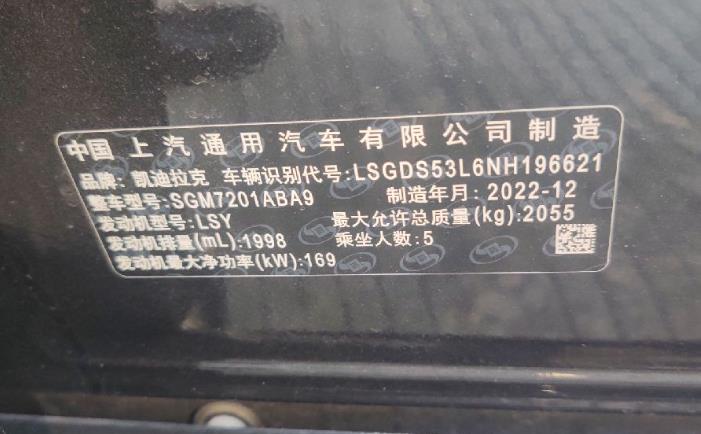 中国 上汽通用汽车有限公司制造
品牌: 凯迪拉克 车辆识别代号: LSGDS53L6NH196621
整车型号: SGM7201ABA9 制造年月: 2022-12
发动机型号: LSY 最大允许总质量(kg): 2055
发动机排量(mL): 1998 乘坐人数: 5
发动机最大净功率(kW): 169